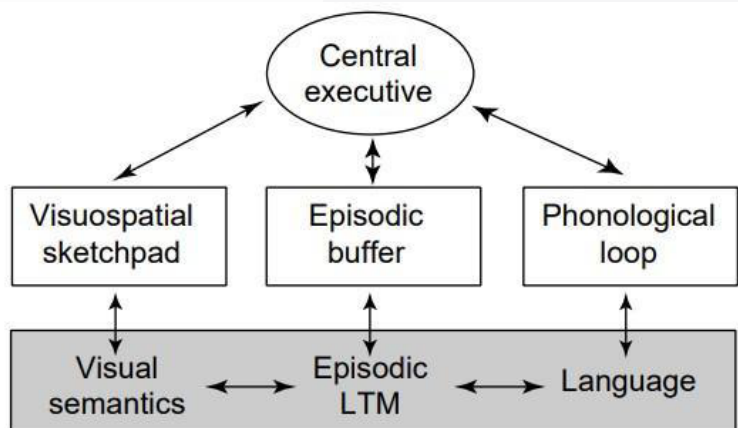 Central
executive
Visuospatial
sketchpad
Episodic
buffer
Phonological
loop
Visual
semantics
Episodic
LTM
Language